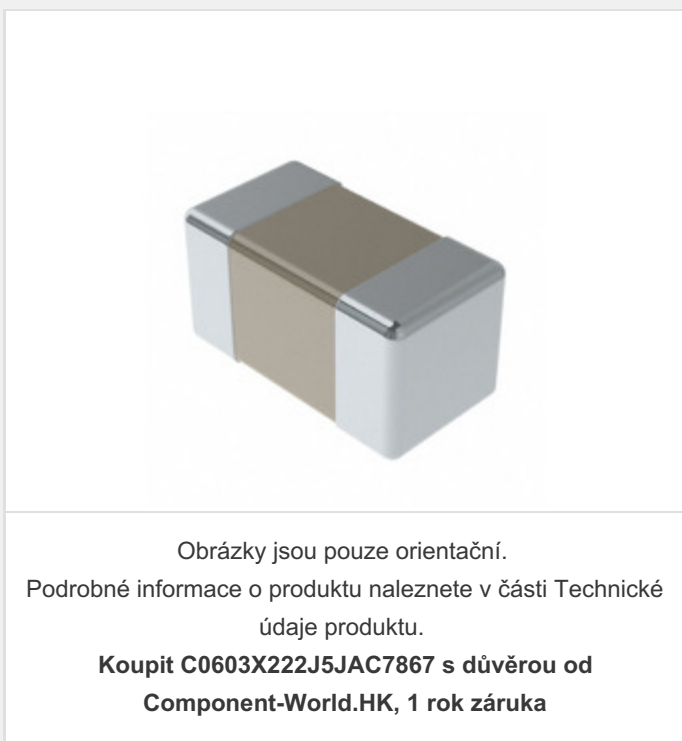 Obrázky jsou pouze orientační.
Podrobné informace o produktu naleznete v části Technické
údaje produktu.
Koupit C0603X222J5JAC7867 s důvěrou od
Component-World.HK, 1 rok záruka